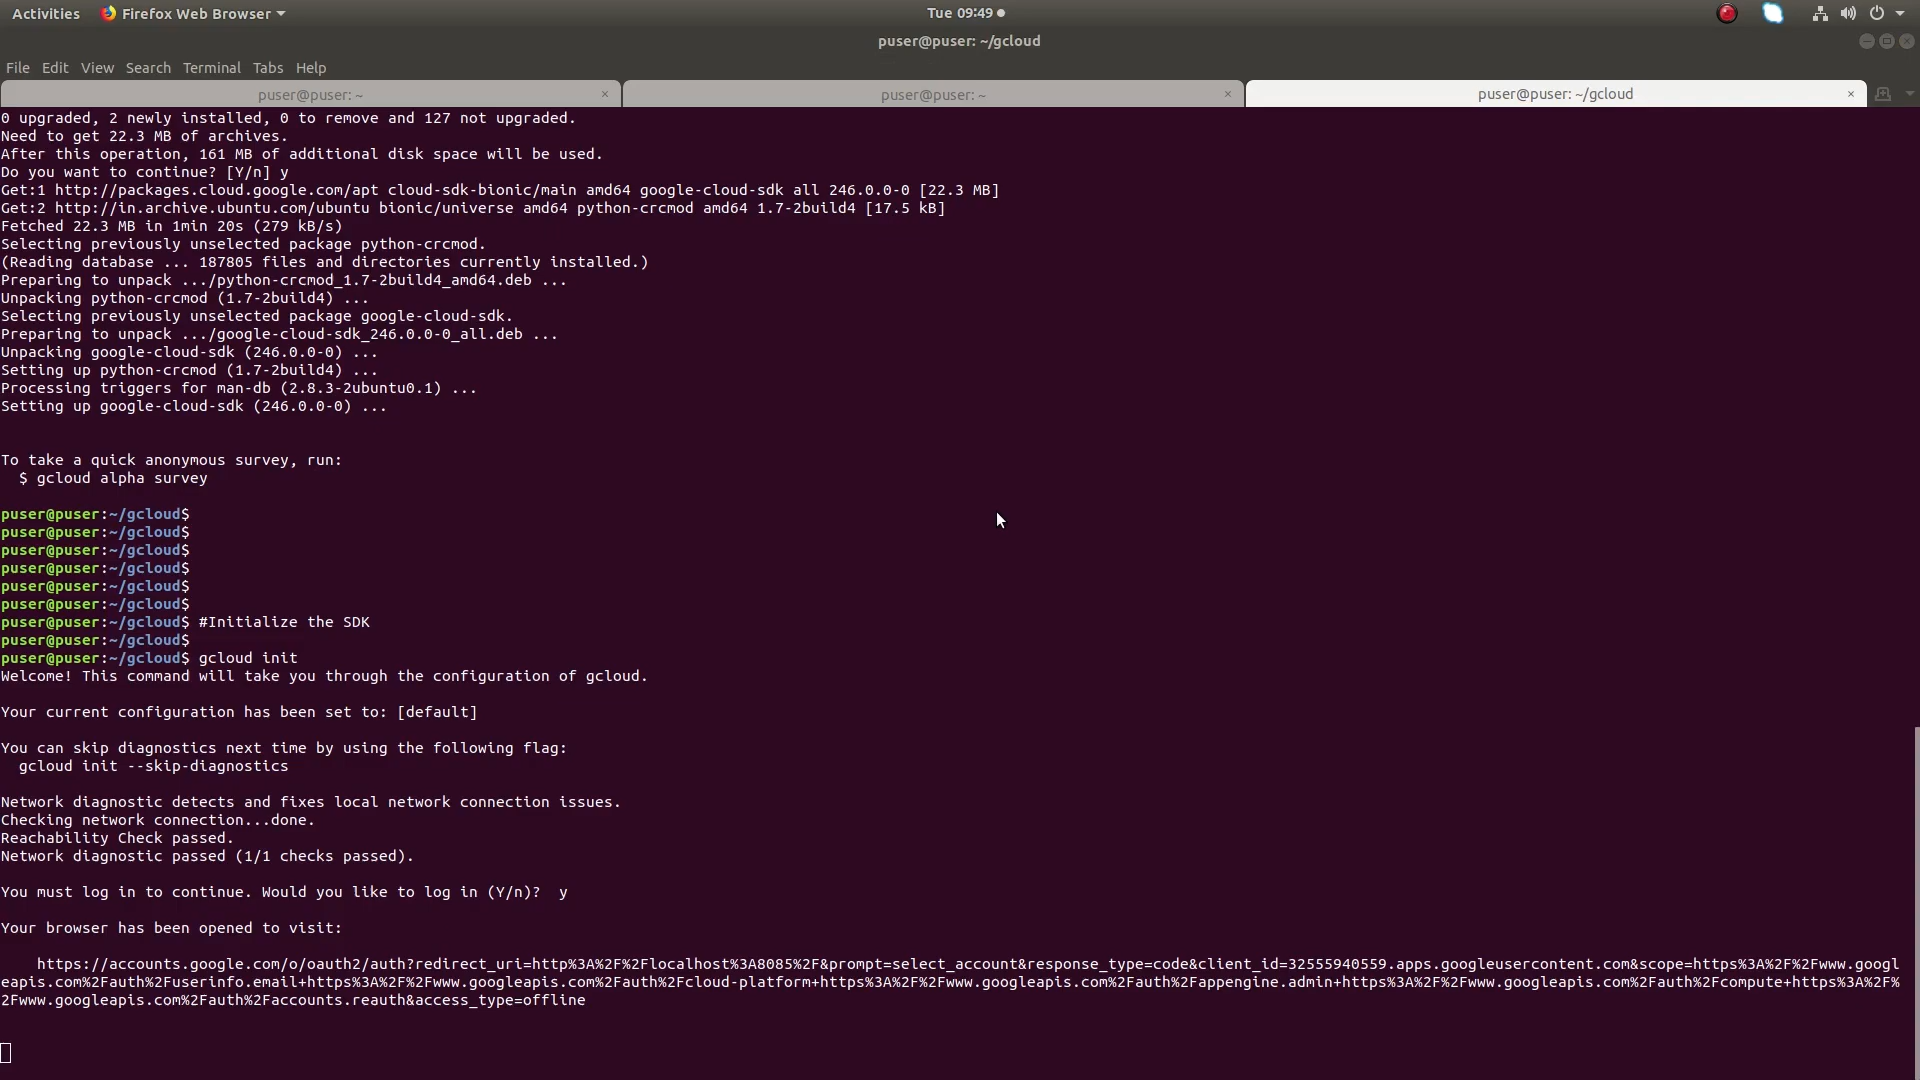 Activities Firefox Web Browser Tue 09:49
puser@puser: ~/gcloud
File Edit View Search Terminal Tabs Help
puser@puser: ~ × puser@puser: ~ × puser@puser: ~/gcloud ×
0 upgraded, 2 newly installed, 0 to remove and 127 not upgraded.
Need to get 22.3 MB of archives.
After this operation, 161 MB of additional disk space will be used.
Do you want to continue? [Y/n] y
Get:1 http://packages.cloud.google.com/apt cloud-sdk-bionic/main amd64 google-cloud-sdk all 246.0.0-0 [22.3 MB]
Get:2 http://in.archive.ubuntu.com/ubuntu bionic/universe amd64 python-crcmod amd64 1.7-2build4 [17.5 kB]
Fetched 22.3 MB in 1min 20s (279 kB/s)
Selecting previously unselected package python-crcmod.
(Reading database ... 187805 files and directories currently installed.)
Preparing to unpack .../python-crcmod_1.7-2build4_amd64.deb ...
Unpacking python-crcmod (1.7-2build4) ...
Selecting previously unselected package google-cloud-sdk.
Preparing to unpack .../google-cloud-sdk_246.0.0-0_all.deb ...
Unpacking google-cloud-sdk (246.0.0-0) ...
Setting up python-crcmod (1.7-2build4) ...
Processing triggers for man-db (2.8.3-2ubuntu0.1) ...
Setting up google-cloud-sdk (246.0.0-0) ...
To take a quick anonymous survey, run:
  $ gcloud alpha survey
puser@puser:~/gcloud$
puser@puser:~/gcloud$
puser@puser:~/gcloud$
puser@puser:~/gcloud$
puser@puser:~/gcloud$
puser@puser:~/gcloud$
puser@puser:~/gcloud$ #Initialize the SDK
puser@puser:~/gcloud$
puser@puser:~/gcloud$ gcloud init
Welcome! This command will take you through the configuration of gcloud.
Your current configuration has been set to: [default]
You can skip diagnostics next time by using the following flag:
  gcloud init --skip-diagnostics
Network diagnostic detects and fixes local network connection issues.
Checking network connection...done.
Reachability Check passed.
Network diagnostic passed (1/1 checks passed).
You must log in to continue. Would you like to log in (Y/n)?  y
Your browser has been opened to visit:
    https://accounts.google.com/o/oauth2/auth?redirect_uri=http%3A%2F%2Flocalhost%3A8085%2F&prompt=select_account&response_type=code&client_id=32555940559.apps.googleusercontent.com&scope=https%3A%2F%2Fwww.googl
eapis.com%2Fauth%2Fuserinfo.email+https%3A%2F%2Fwww.googleapis.com%2Fauth%2Fcloud-platform+https%3A%2F%2Fwww.googleapis.com%2Fauth%2Fappengine.admin+https%3A%2F%2Fwww.googleapis.com%2Fauth%2Fcompute+https%3A%2F%
2Fwww.googleapis.com%2Fauth%2Faccounts.reauth&access_type=offline